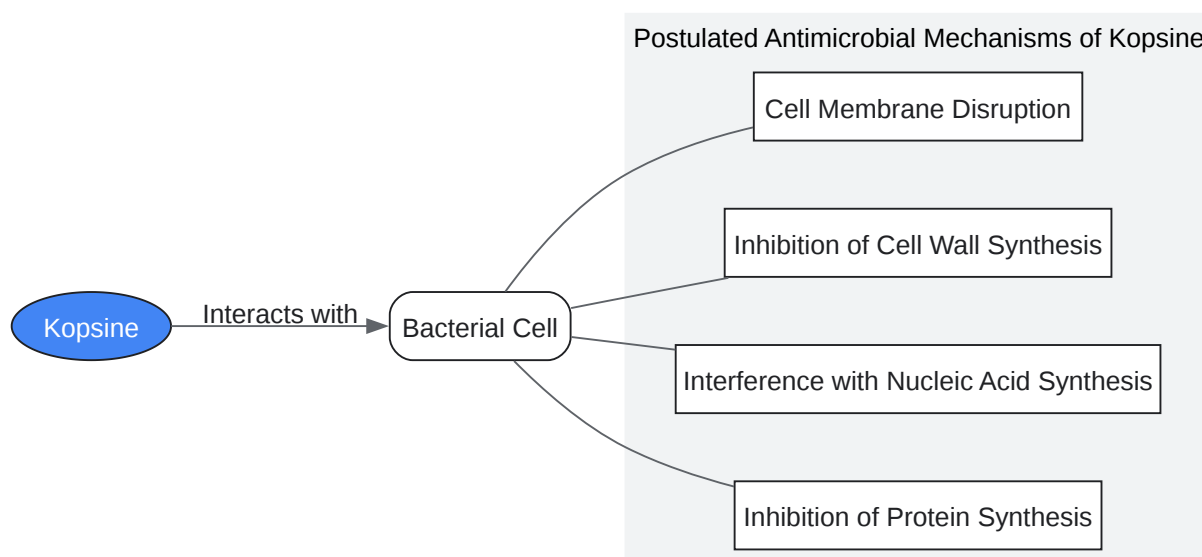 Postulated Antimicrobial Mechanisms of Kopsine
Cell Membrane Disruption
Inhibition of Cell Wall Synthesis
Kopsine
Interacts with
Bacterial Cell
Interference with Nucleic Acid Synthesis
Inhibition of Protein Synthesis